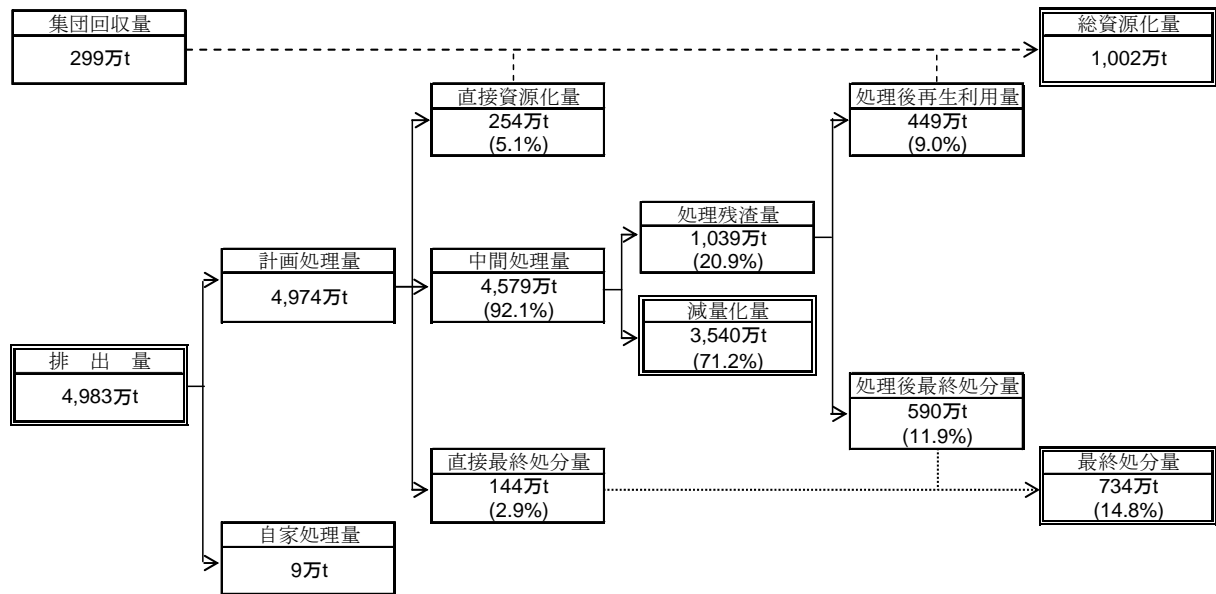 集団回収量
299万t
総資源化量
1,002万t
直接資源化量
254万t
(5.1%)
処理後再生利用量
449万t
(9.0%)
処理残渣量
1,039万t
(20.9%)
計画処理量
4,974万t
中間処理量
4,579万t
(92.1%)
減量化量
3,540万t
(71.2%)
排 出 量
4,983万t
処理後最終処分量
590万t
(11.9%)
直接最終処分量
144万t
(2.9%)
最終処分量
734万t
(14.8%)
自家処理量
9万t